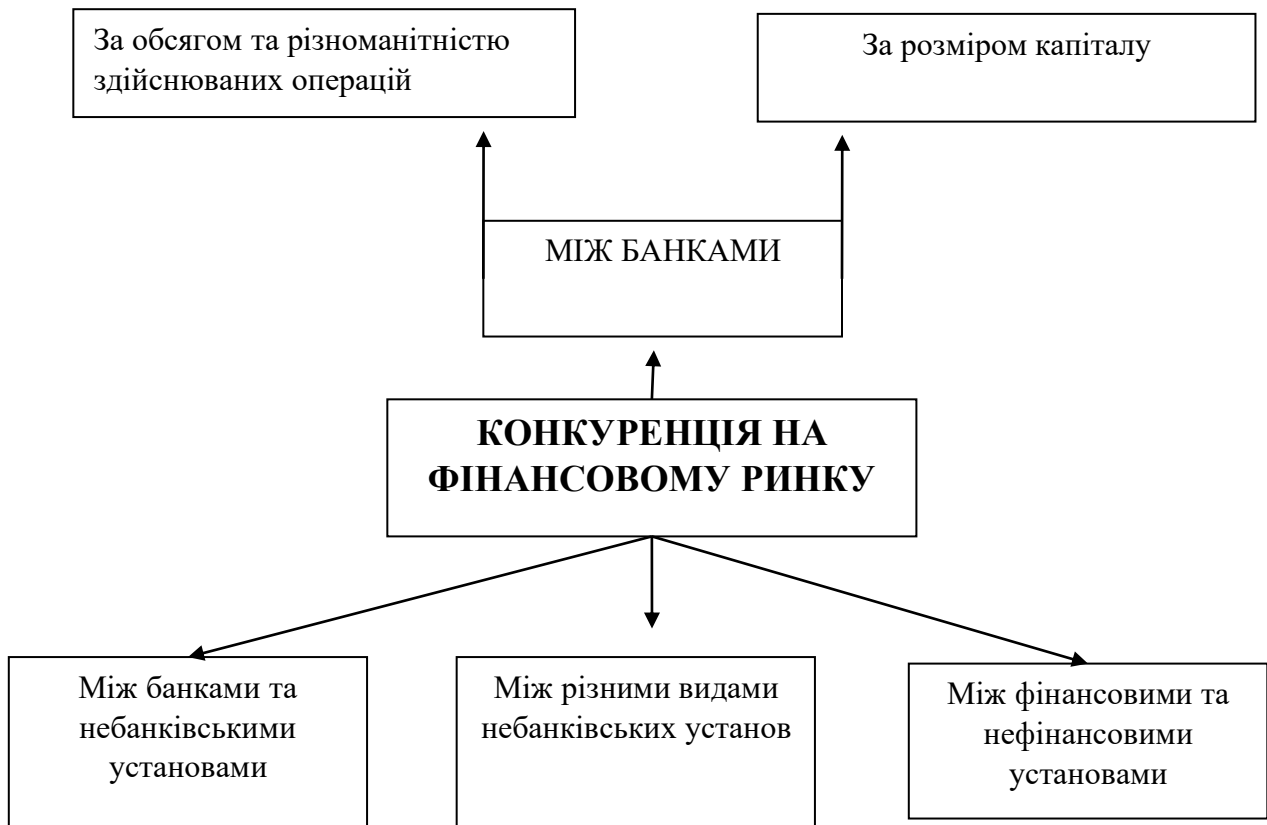 За обсягом та різноманітністю
здійснюваних операцій
За розміром капіталу
МІЖ БАНКАМИ
КОНКУРЕНЦІЯ НА
ФІНАНСОВОМУ РИНКУ
Між банками та
небанківськими
установами
Між різними видами
небанківських установ
Між фінансовими та
нефінансовими
установами